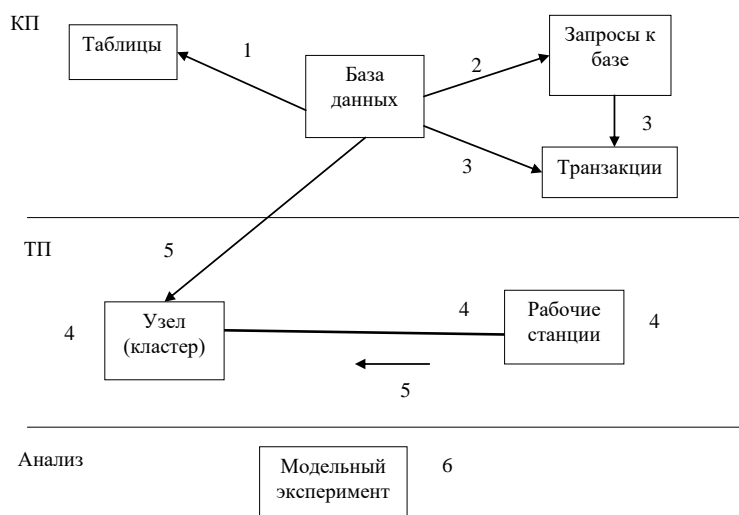 КП
Таблицы
1
База
данных
2
Запросы к
базе
3
3
Транзакции
ТП
5
4
Узел
(кластер)
4
Рабочие
станции
4
5
Анализ
Модельный
эксперимент
6